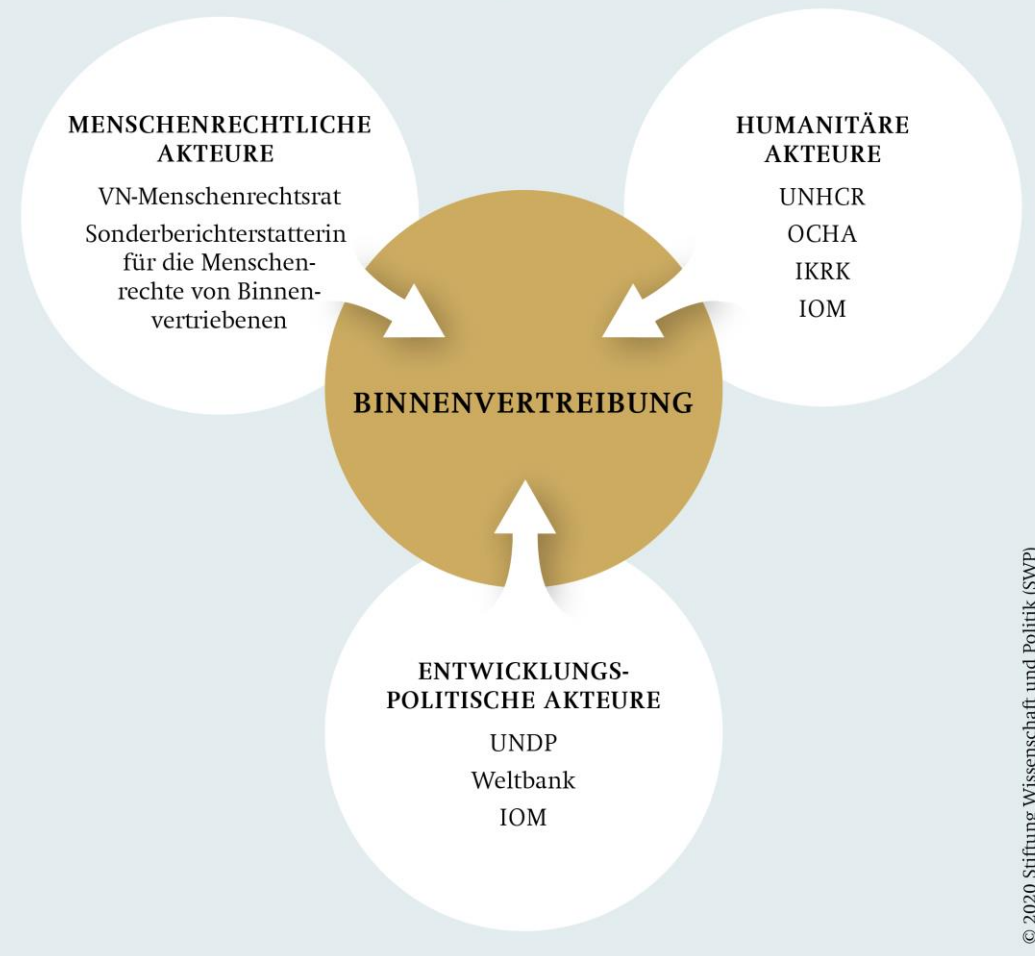 MENSCHENRECHTLICHE
AKTEURE
VN-Menschenrechtsrat
Sonderberichterstatterin
für die Menschen-
rechte von Binnen-
vertriebenen
HUMANITÄRE
AKTEURE
UNHCR
OCHA
IKRK
IOM
BINNENVERTREIBUNG
ENTWICKLUNGS-
POLITISCHE AKTEURE
UNDP
Weltbank
IOM
© 2020 Stiftung Wissenschaft und Politik (SWP)